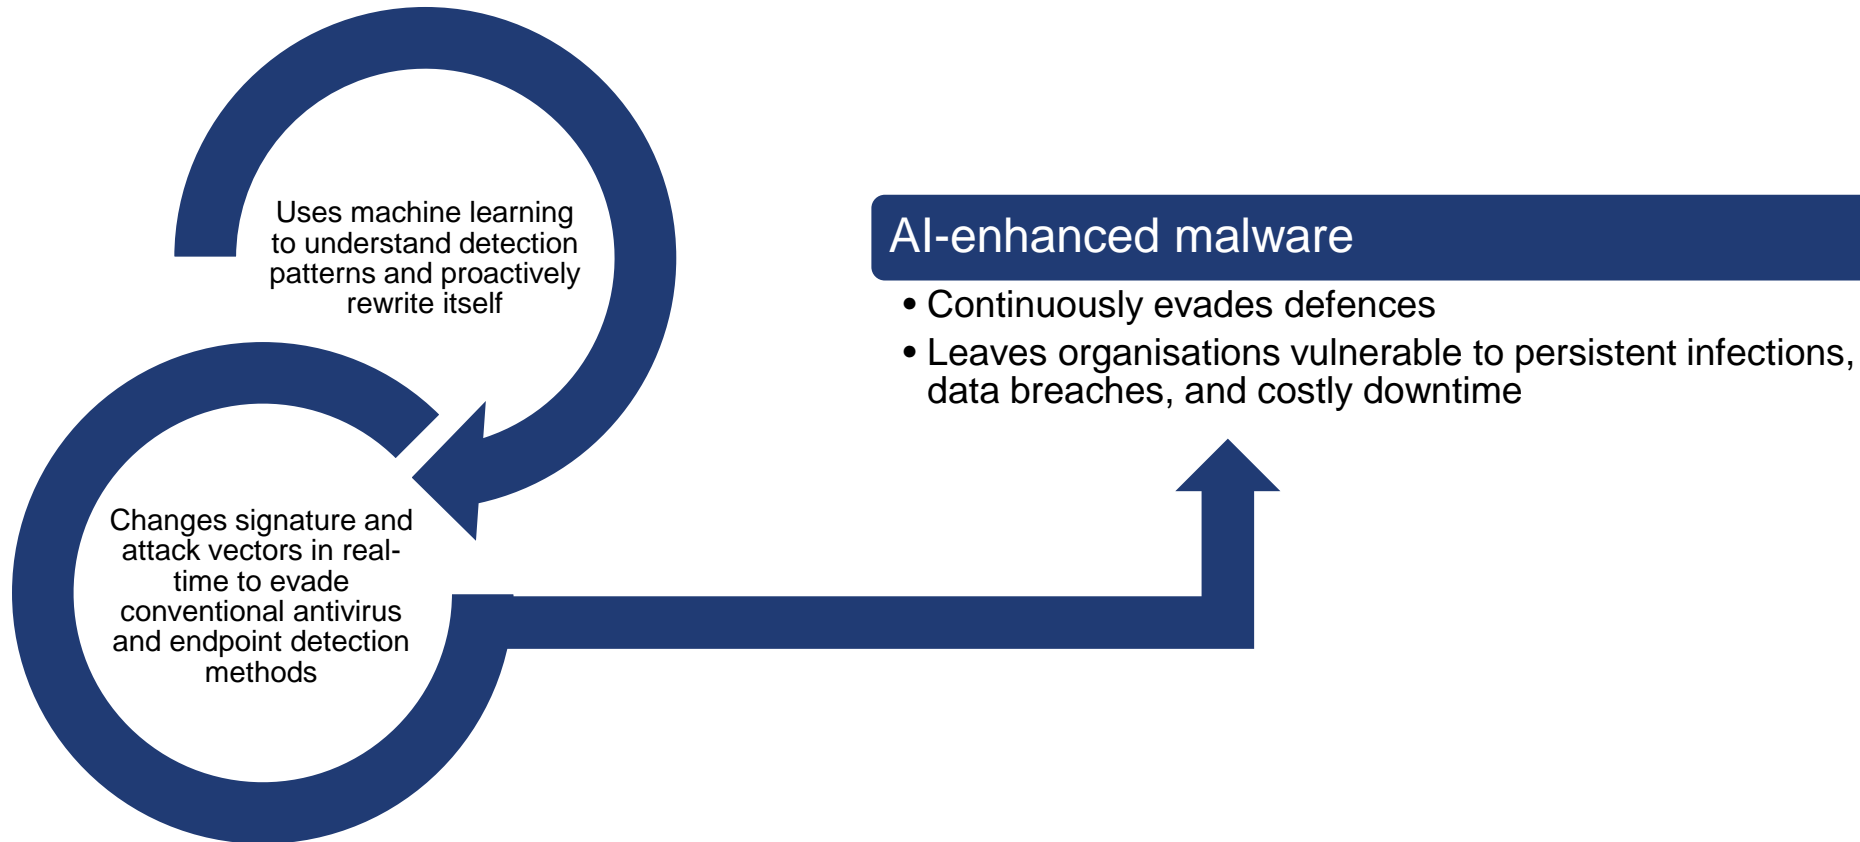 Uses machine learning
to understand detection
patterns and proactively
rewrite itself
Changes signature and
attack vectors in real-
time to evade
conventional antivirus
and endpoint detection
methods
AI-enhanced malware
• Continuously evades defences
• Leaves organisations vulnerable to persistent infections,
data breaches, and costly downtime